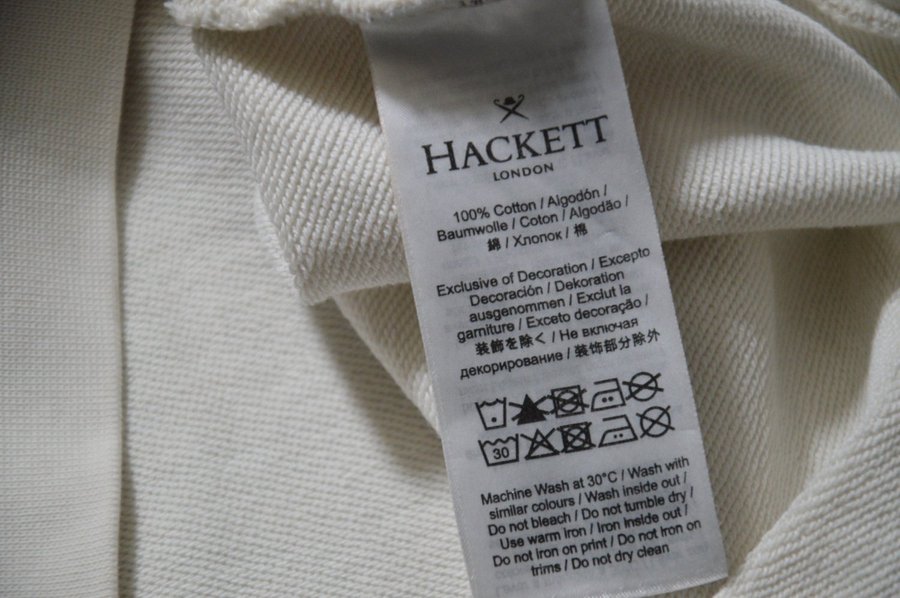 HACKETT
LONDON
100% Cotton / Algodón /
Baumwolle / Coton / Algodão /
綿 / Хлопок / 棉
Exclusive of Decoration / Excepto
Decoración / Dekoration
ausgenommen / Exclut la
garniture / Exceto decoração /
装飾を除く / Не включая
декорирование / 装饰部分除外
30
Machine Wash at 30°C / Wash with
similar colours / Wash inside out /
Do not bleach / Do not tumble dry /
Use warm iron / Iron inside out /
Do not Iron on print / Do not Iron on
trims / Do not dry clean